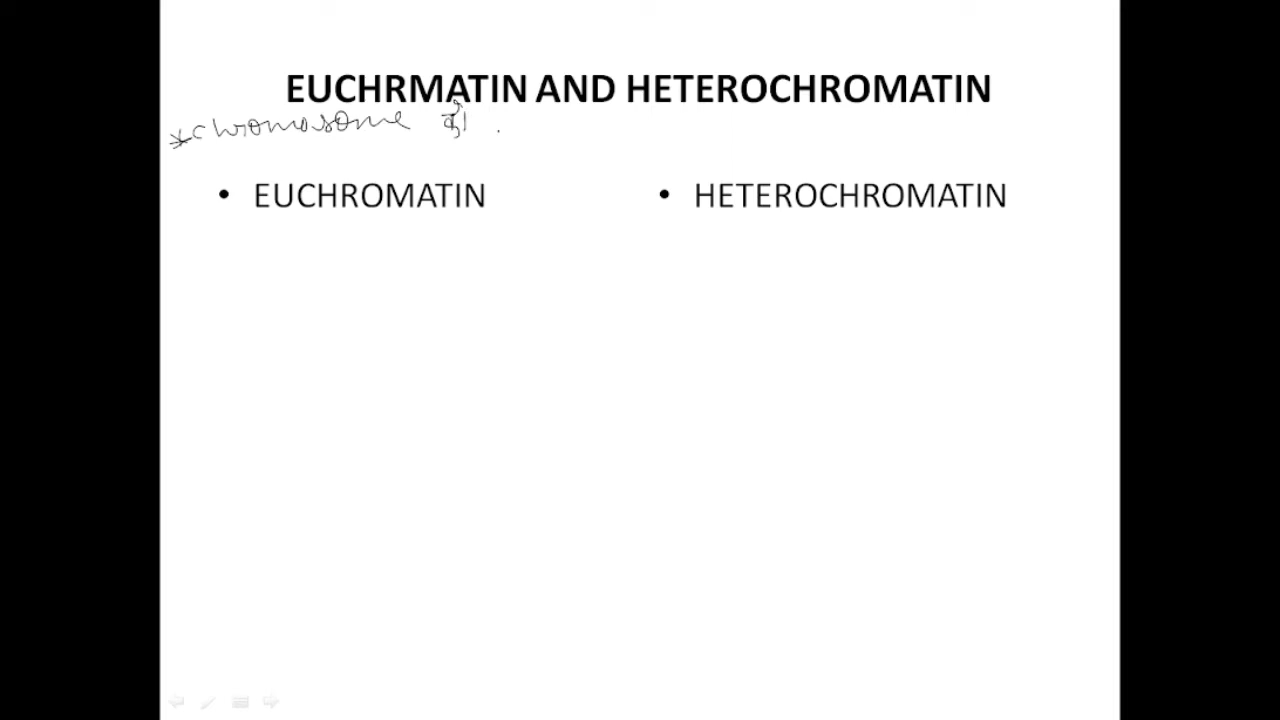 EUCHRMATIN AND HETEROCHROMATIN
*chromosome को
• EUCHROMATIN
• HETEROCHROMATIN